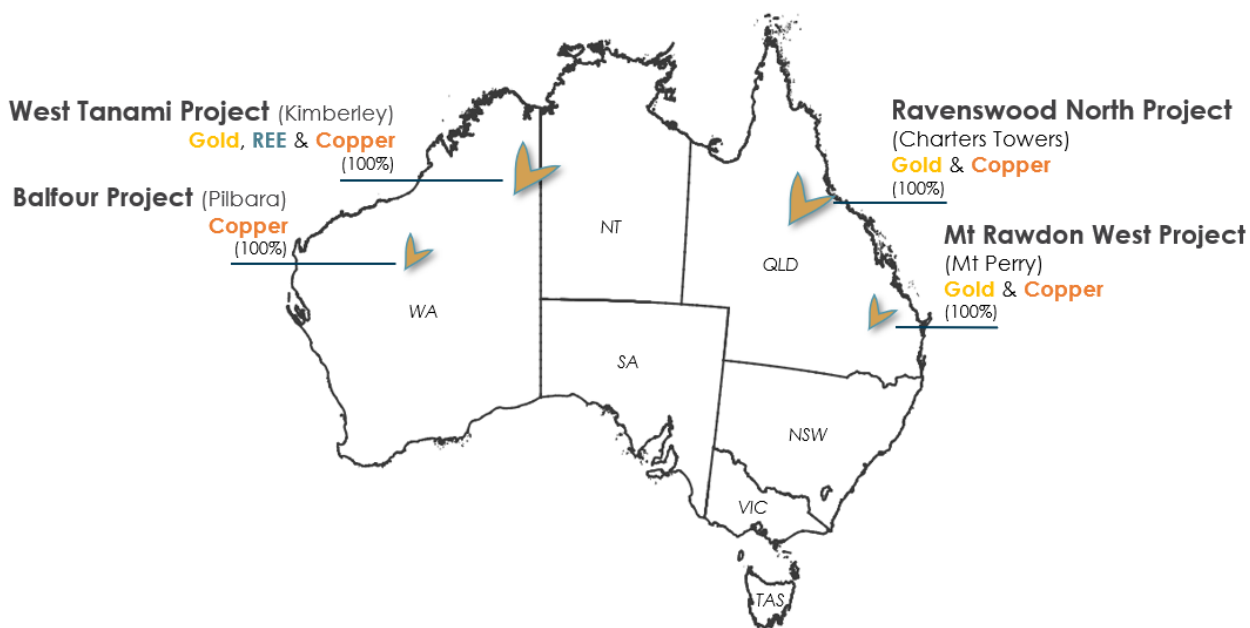 West Tanami Project (Kimberley)
Gold, REE & Copper
(100%)
Balfour Project (Pilbara)
Copper
(100%)
Ravenswood North Project
(Charters Towers)
Gold & Copper
(100%)
Mt Rawdon West Project
(Mt Perry)
Gold & Copper
(100%)
NT
QLD
WA
SA
NSW
VIC
TAS